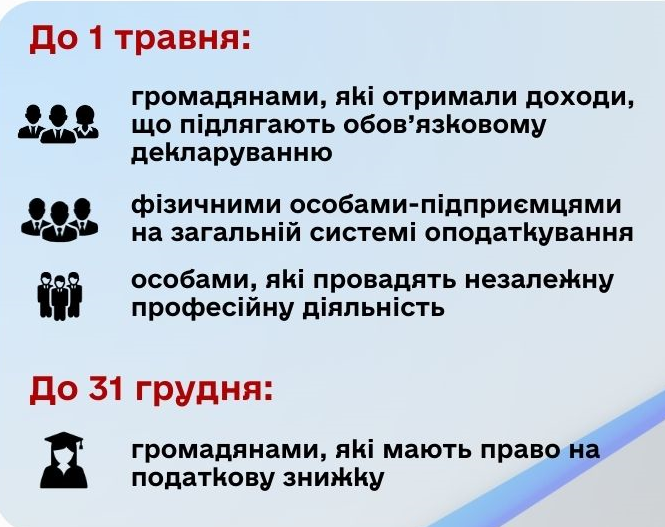 До 1 травня:
громадянами, які отримали доходи,
що підлягають обов’язковому
декларуванню
фізичними особами-підприємцями
на загальній системі оподаткування
особами, які провадять незалежну
професійну діяльність
До 31 грудня:
громадянами, які мають право на
податкову знижку